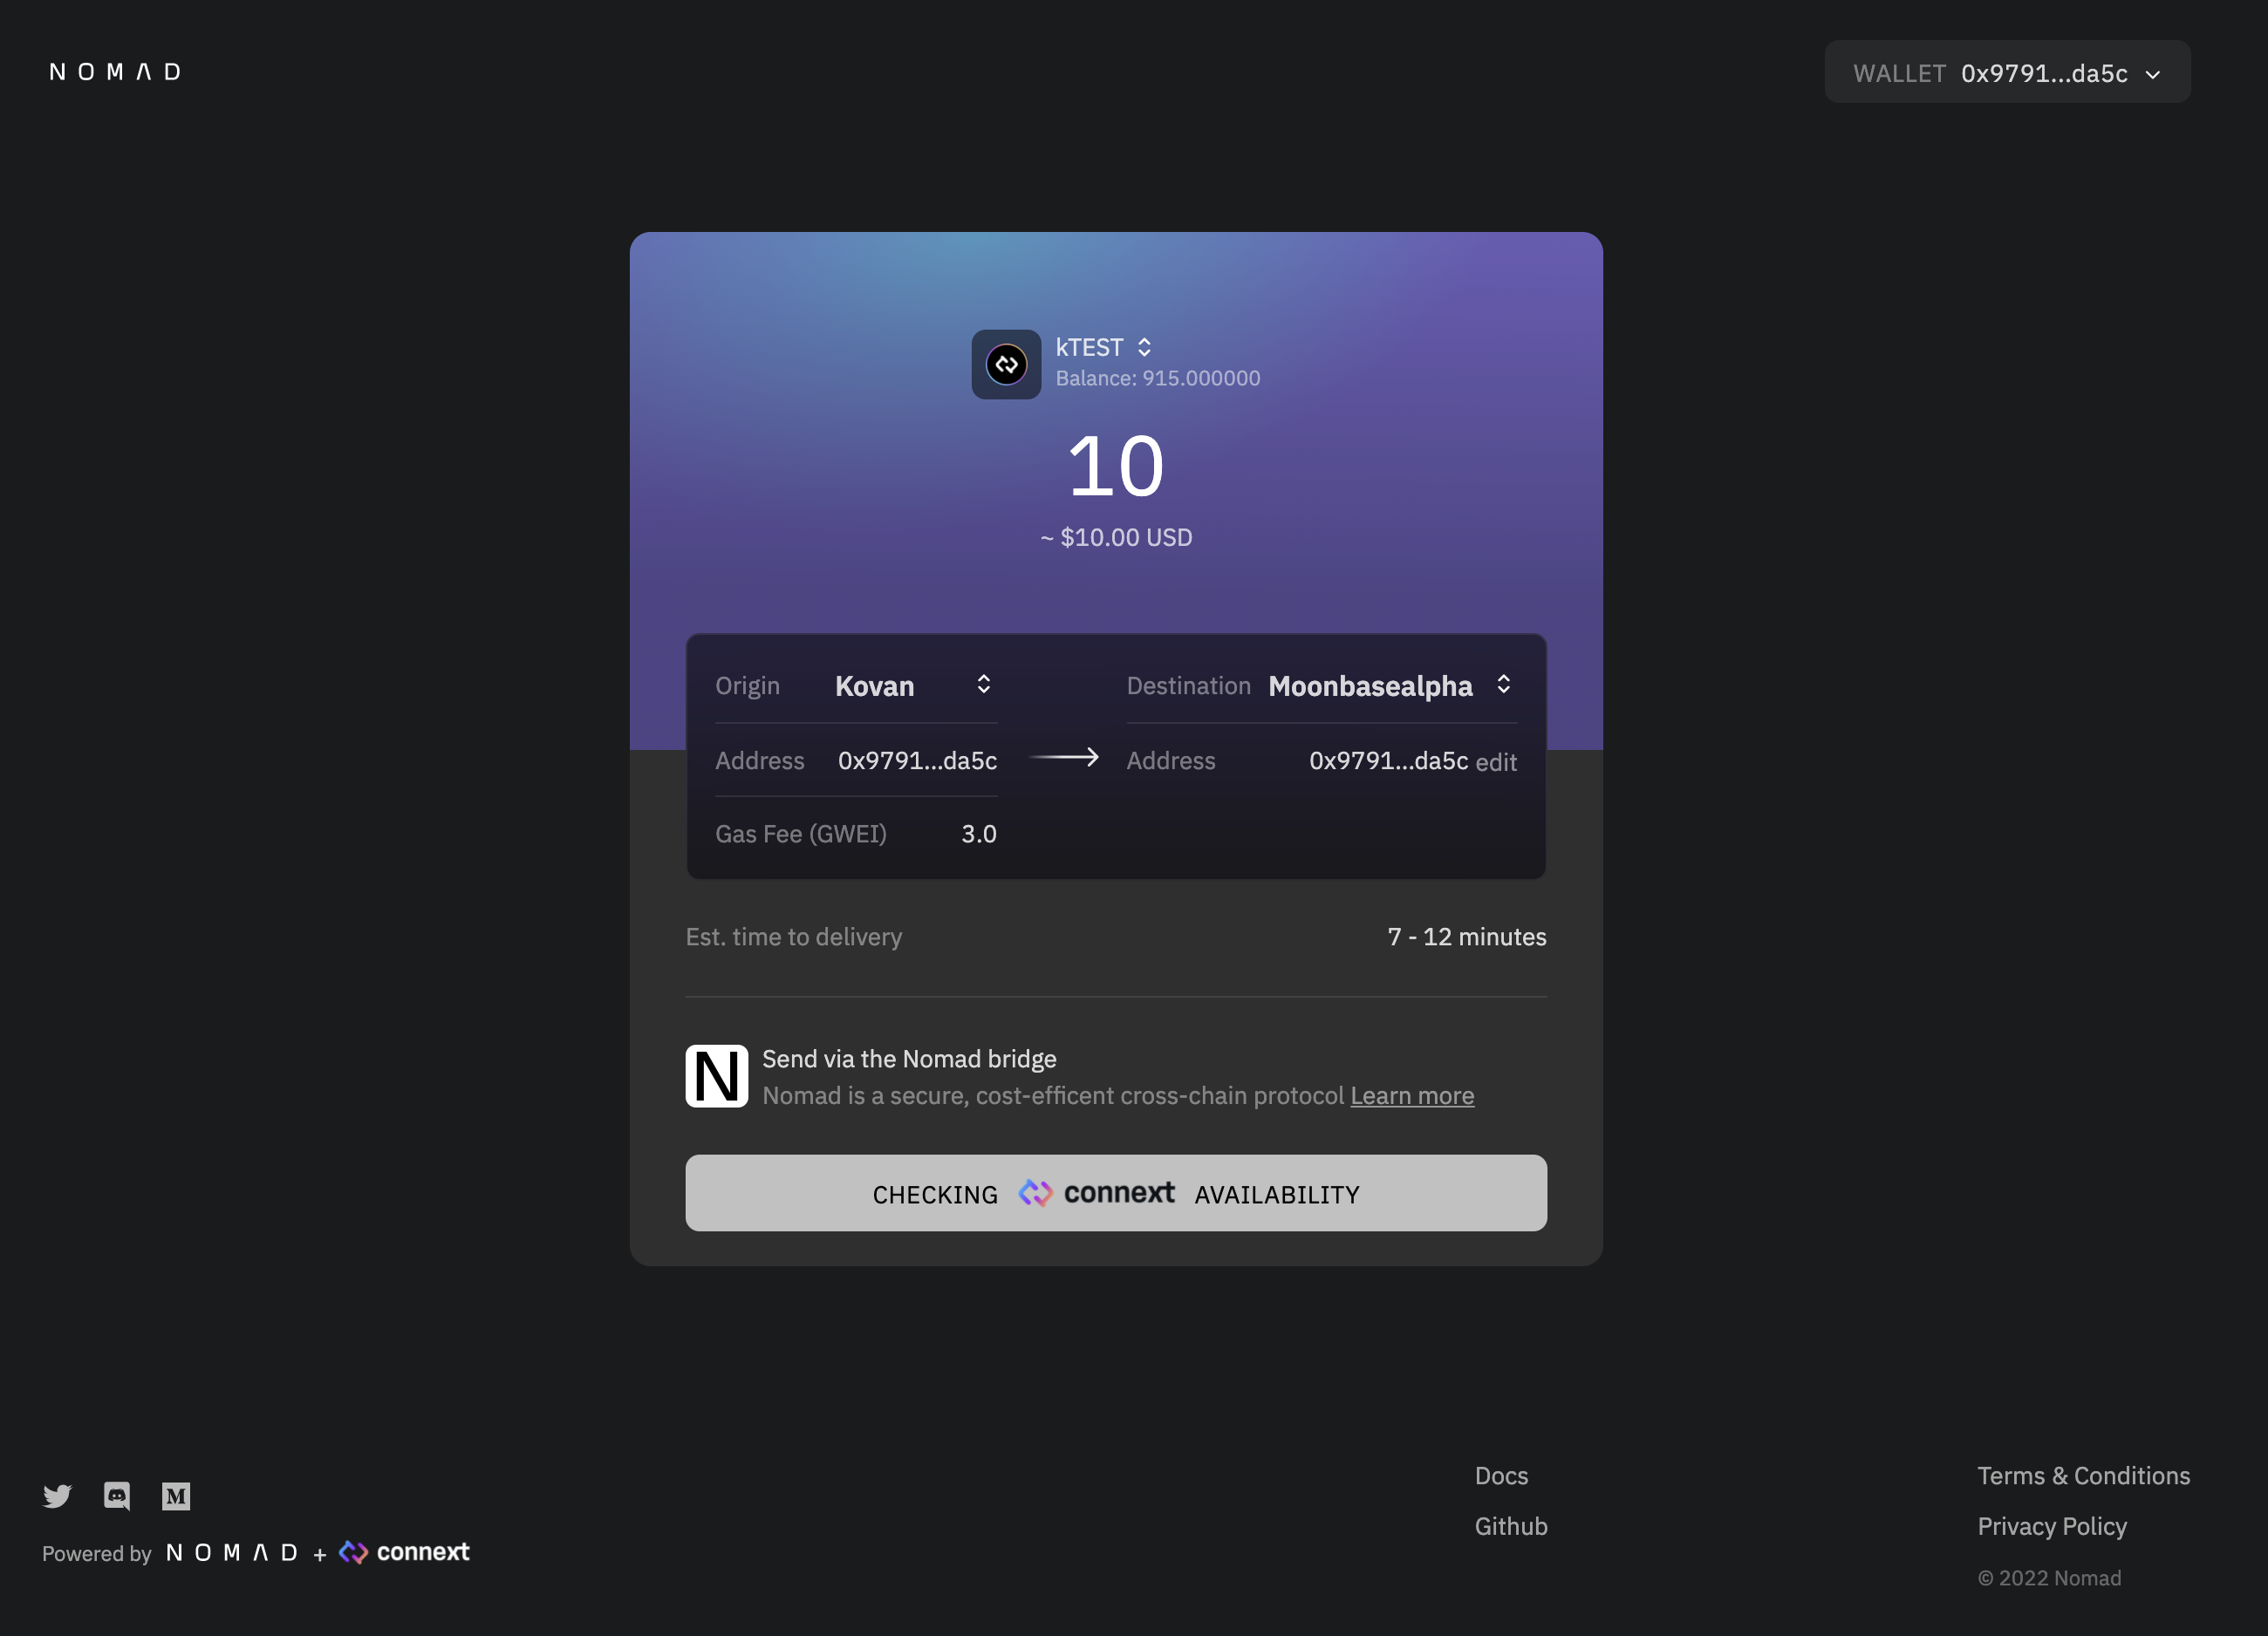 NOMAD
WALLET 0x9791...da5c
kTEST
Balance: 915.000000
10
~ $10.00 USD
Origin Kovan
Destination Moonbasealpha
Address 0x9791...da5c
Address 0x9791...da5c edit
Gas Fee (GWEI) 3.0
Est. time to delivery 7 - 12 minutes
N
Send via the Nomad bridge
Nomad is a secure, cost-efficent cross-chain protocol Learn more
CHECKING connext AVAILABILITY
M
Powered by NOMAD + connext
Docs
Github
Terms & Conditions
Privacy Policy
© 2022 Nomad